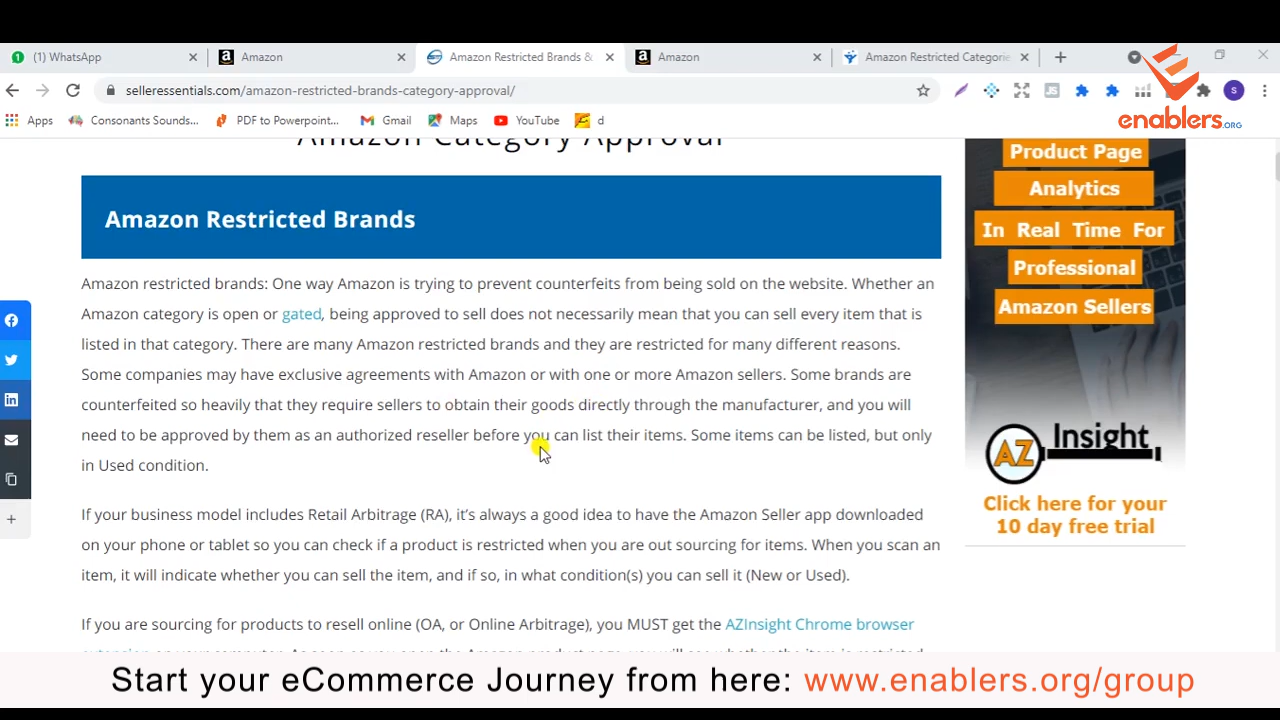 (1) WhatsApp
Amazon
Amazon Restricted Brands &
Amazon
Amazon Restricted Categorie
selleressentials.com/amazon-restricted-brands-category-approval/
S
JS
enablers.ORG
Apps
Consonants Sounds...
PDF to Powerpoint...
Gmail
Maps
YouTube
d
Amazon Category Approval
Amazon Restricted Brands
Amazon restricted brands: One way Amazon is trying to prevent counterfeits from being sold on the website. Whether an
Amazon category is open or gated, being approved to sell does not necessarily mean that you can sell every item that is
listed in that category. There are many Amazon restricted brands and they are restricted for many different reasons.
Some companies may have exclusive agreements with Amazon or with one or more Amazon sellers. Some brands are
counterfeited so heavily that they require sellers to obtain their goods directly through the manufacturer, and you will
need to be approved by them as an authorized reseller before you can list their items. Some items can be listed, but only
in Used condition.
If your business model includes Retail Arbitrage (RA), it's always a good idea to have the Amazon Seller app downloaded
on your phone or tablet so you can check if a product is restricted when you are out sourcing for items. When you scan an
item, it will indicate whether you can sell the item, and if so, in what condition(s) you can sell it (New or Used).
If you are sourcing for products to resell online (OA, or Online Arbitrage), you MUST get the AZInsight Chrome browser
Product Page
Analytics
In Real Time For
Professional
Amazon Sellers
AZ Insight
Click here for your
10 day free trial
Start your eCommerce Journey from here: www.enablers.org/group